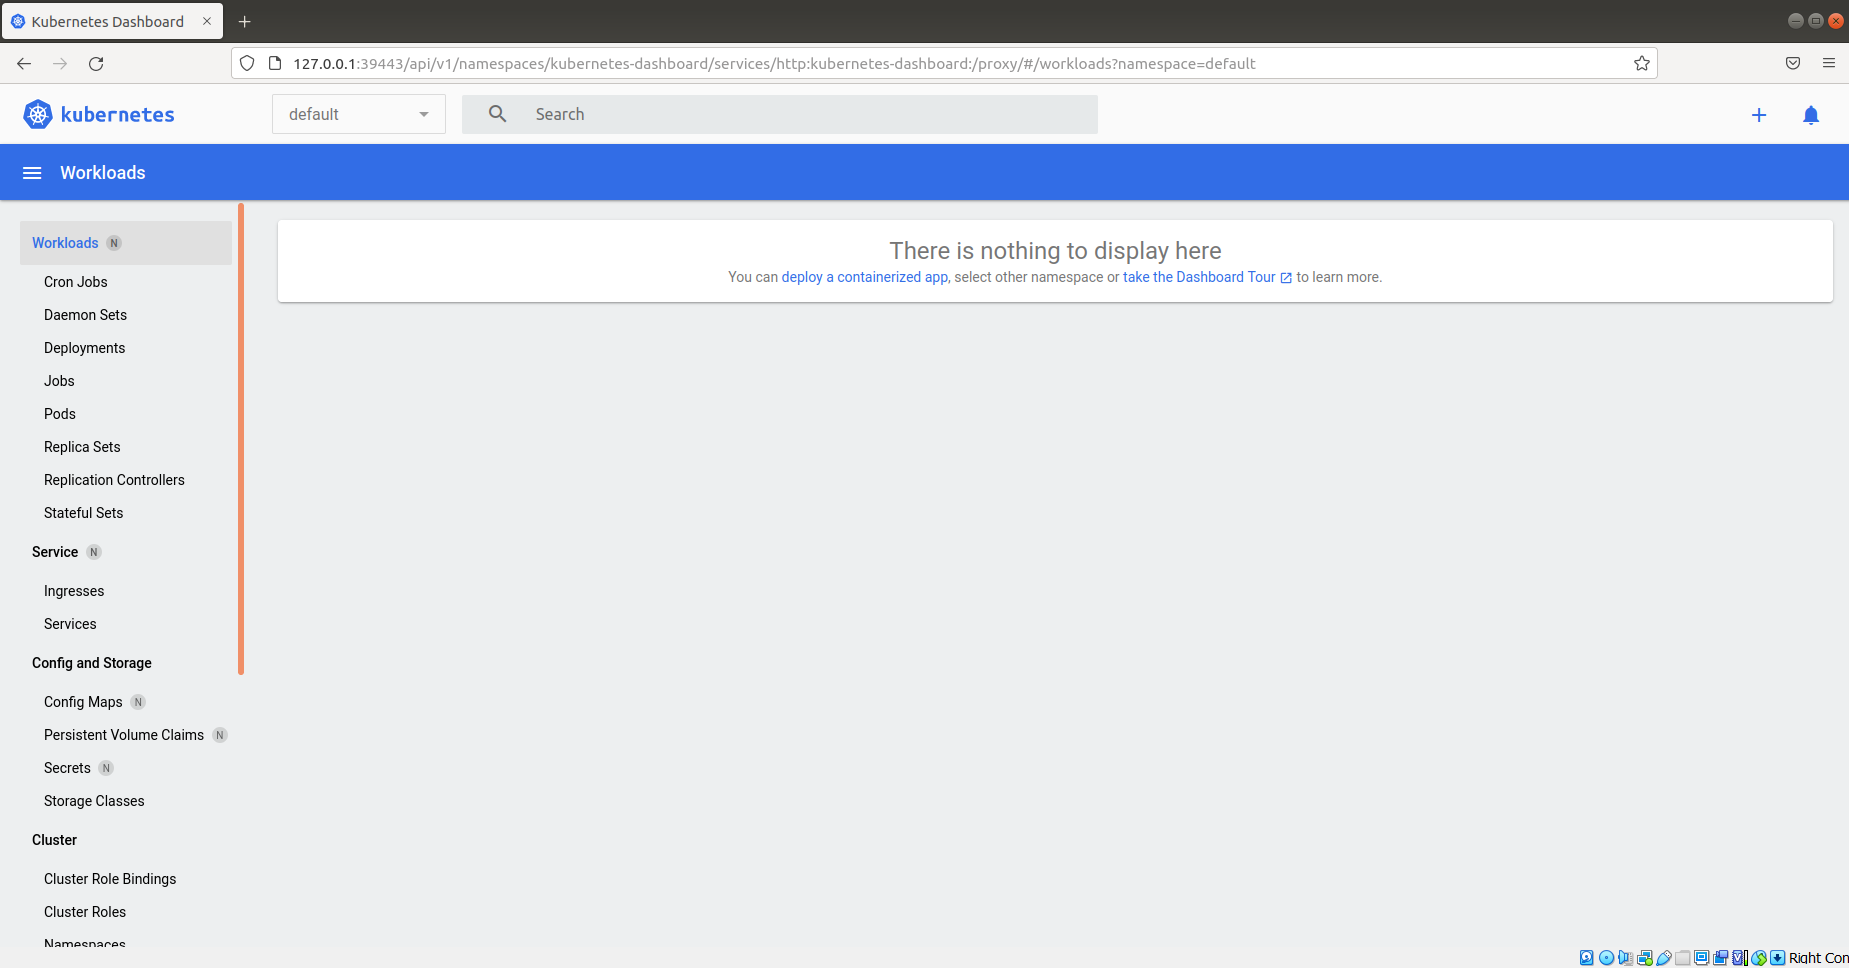 Kubernetes Dashboard
127.0.0.1:39443/api/v1/namespaces/kubernetes-dashboard/services/http:kubernetes-dashboard:/proxy/#/workloads?namespace=default
kubernetes
default
Search
Workloads
Workloads N
Cron Jobs
Daemon Sets
Deployments
Jobs
Pods
Replica Sets
Replication Controllers
Stateful Sets
Service N
Ingresses
Services
Config and Storage
Config Maps N
Persistent Volume Claims N
Secrets N
Storage Classes
Cluster
Cluster Role Bindings
Cluster Roles
Namespaces
There is nothing to display here
You can deploy a containerized app, select other namespace or take the Dashboard Tour to learn more.
Right Con